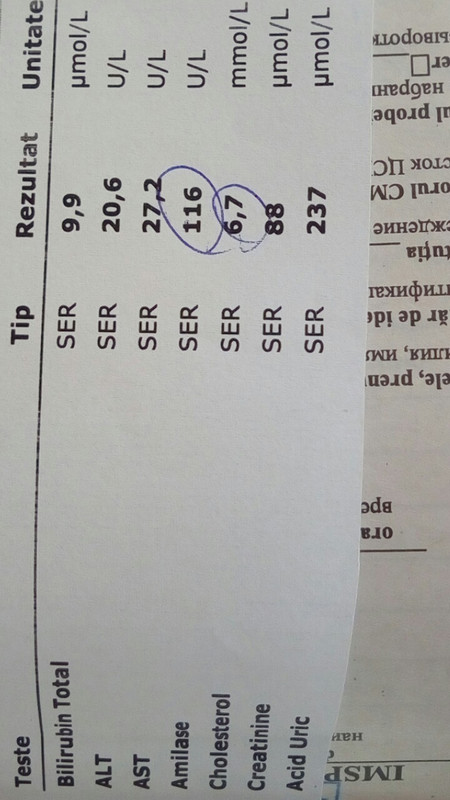 Teste Tip Rezultat Unitate
Bilirubin Total SER 9,9 µmol/L
ALT SER 20,6 U/L
AST SER 27,2 U/L
Amilase SER 116 U/L
Cholesterol SER 6,7 mmol/L
Creatinine SER 88 µmol/L
Acid Uric SER 237 µmol/L
IMSP
ora